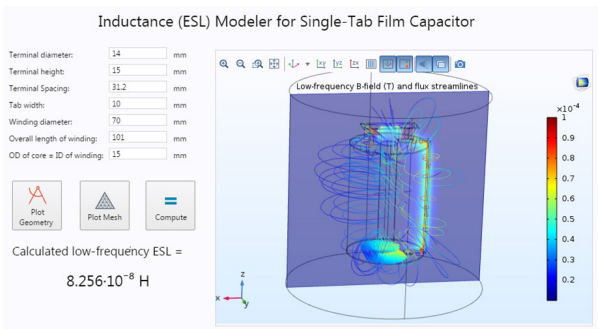 Inductance (ESL) Modeler for Single-Tab Film Capacitor
Terminal diameter: 14 mm
Terminal height: 15 mm
Terminal Spacing: 31.2 mm
Tab width: 10 mm
Winding diameter: 70 mm
Overall length of winding: 101 mm
OD of core = ID of winding: 15 mm
Plot Geometry
Plot Mesh
Compute
Calculated low-frequency ESL =
8.256·10⁻⁸ H
xy yz xz
Low-frequency B-field (T) and flux streamlines
×10⁻⁴
1
0.9
0.8
0.7
0.6
0.5
0.4
0.3
0.2
z
x
y